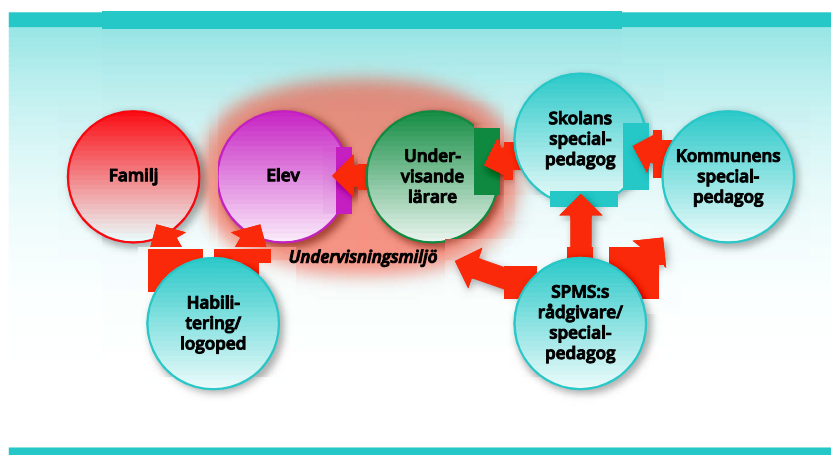 Familj
Elev
Under-
visande
lärare
Skolans
special-
pedagog
Kommunens
special-
pedagog
Undervisningsmiljö
Habili-
tering/
logoped
SPMS:s
rådgivare/
special-
pedagog